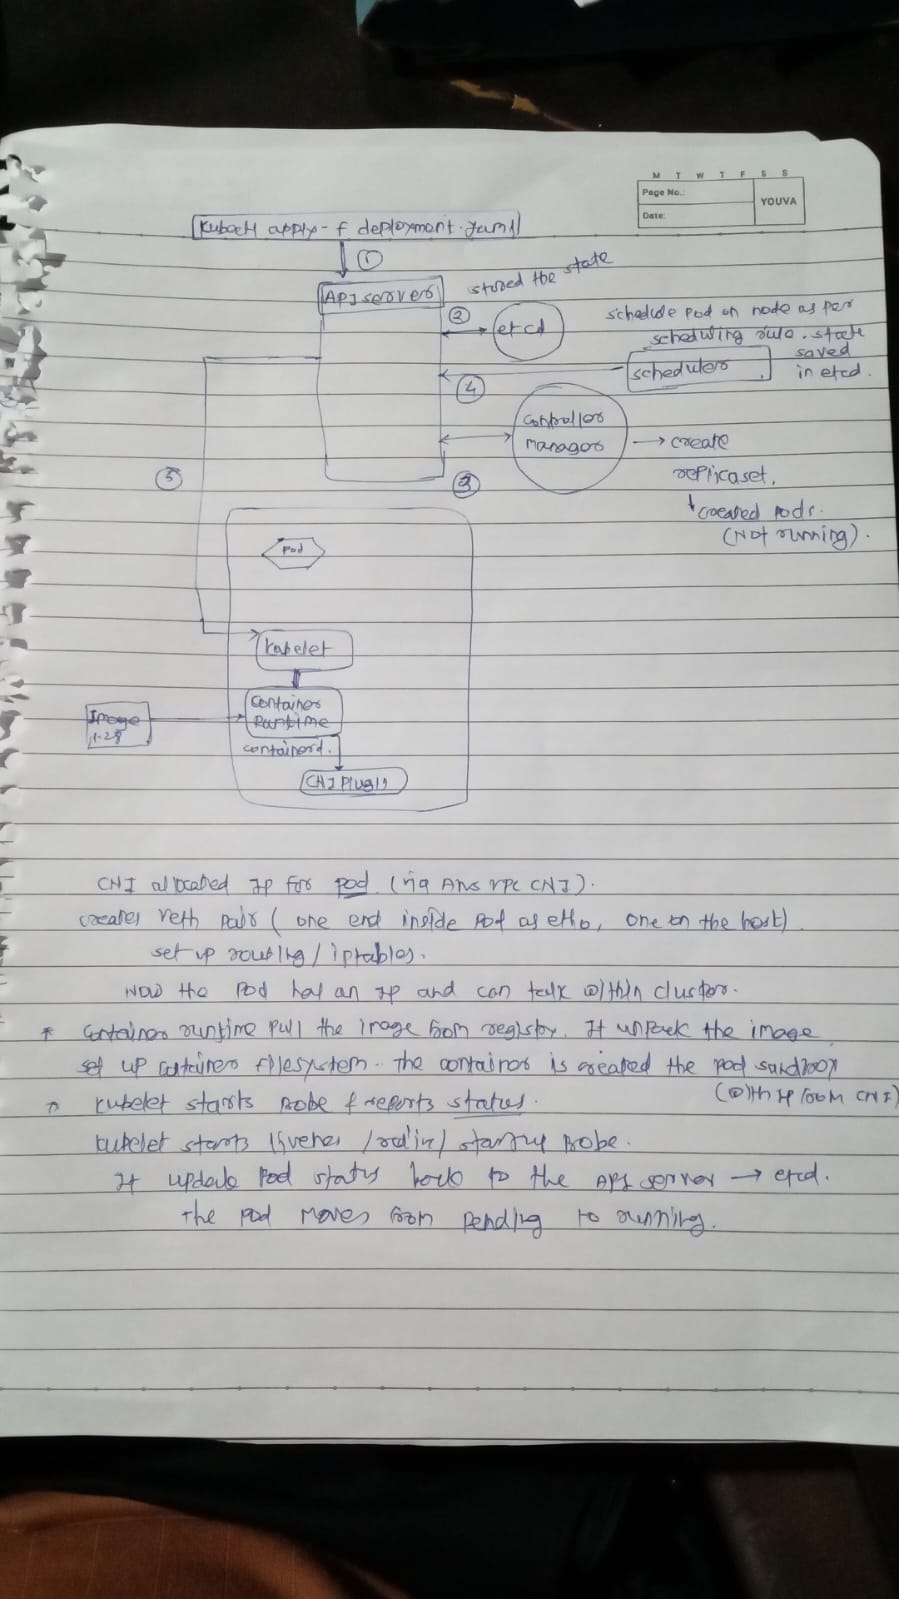 M T W T F S S
Page No.:
YOUVA
Date:
kubectl apply -f deployment.yaml
①
API server
stored the state
②
etcd
schedule pod on node as per
scheduling rule. state
saved
in etcd.
scheduler
④
controller
manager
→ create
replicaset.
③
↓ created pods.
(Not running).
⑤
Pod
kubelet
container
Runtime
Image
1.28
containerd.
CNI Plugin
CNI allocated IP for pod. (via AWS VPC CNI).
creates veth pair (one end inside Pod as eth0, one on the host)
set up routing / iptables.
NOW the Pod has an IP and can talk within cluster.
* container runtime pull the image from registry. It unpack the image
set up container filesystem. the container is created the pod sandbox
(with IP from CNI)
kubelet starts probe & reports status.
kubelet starts / startup probe.
It update Pod status back to the API server → etcd.
The pod moves from pending to running.